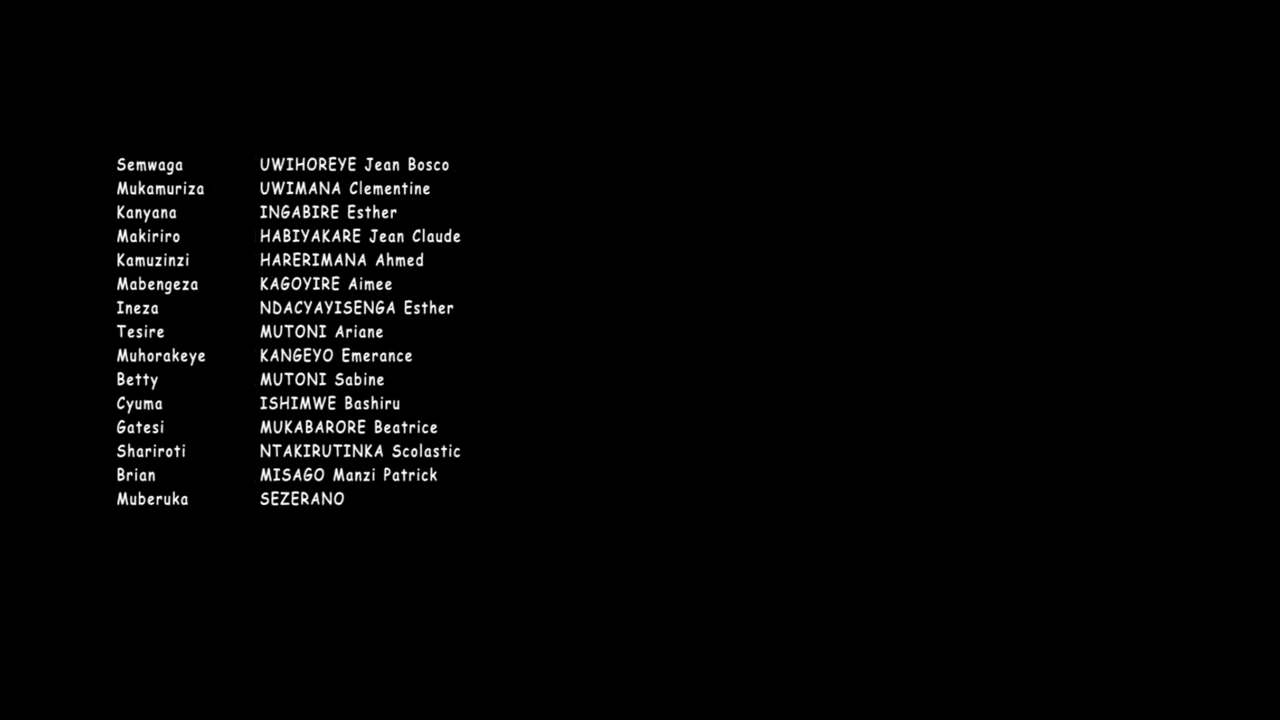 Semwaga UWIHOREYE Jean Bosco
Mukamuriza UWIMANA Clementine
Kanyana INGABIRE Esther
Makiriro HABIYAKARE Jean Claude
Kamuzinzi HARERIMANA Ahmed
Mabengeza KAGOYIRE Aimee
Ineza NDACYAYISENGA Esther
Tesire MUTONI Ariane
Muhorakeye KANGEYO Emerance
Betty MUTONI Sabine
Cyuma ISHIMWE Bashiru
Gatesi MUKABARORE Beatrice
Shariroti NTAKIRUTINKA Scolastic
Brian MISAGO Manzi Patrick
Muberuka SEZERANO